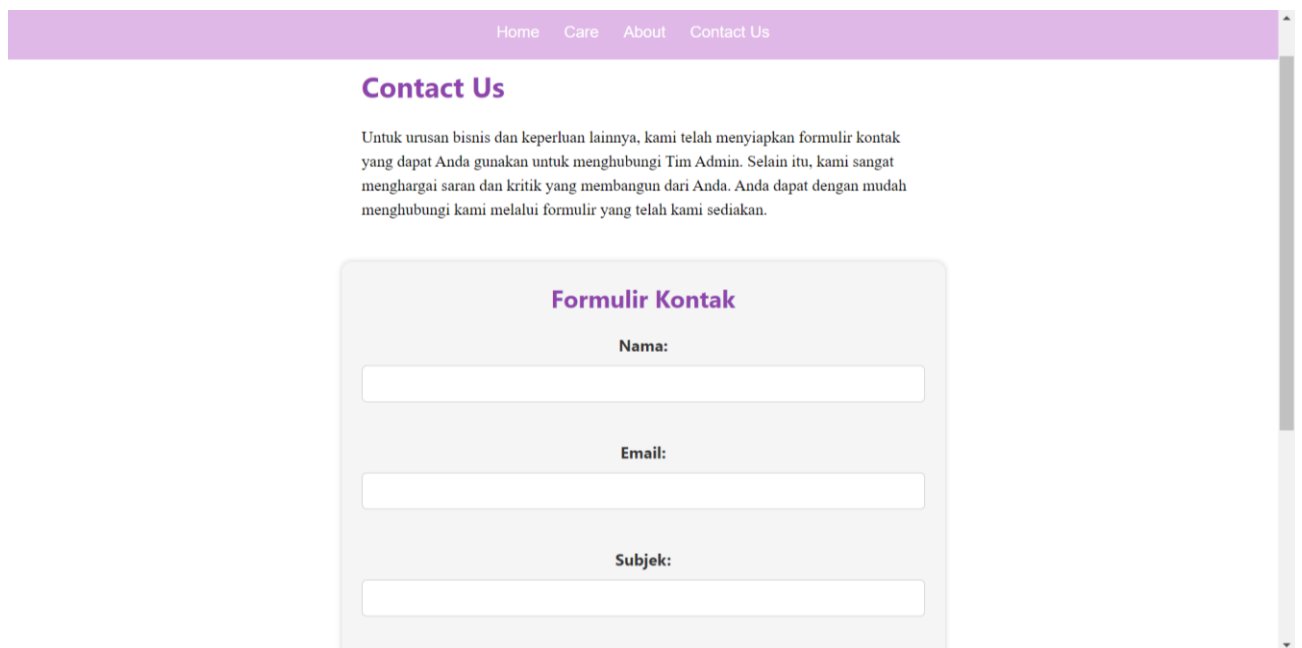 Home Care About Contact Us
Contact Us
Untuk urusan bisnis dan keperluan lainnya, kami telah menyiapkan formulir kontak
yang dapat Anda gunakan untuk menghubungi Tim Admin. Selain itu, kami sangat
menghargai saran dan kritik yang membangun dari Anda. Anda dapat dengan mudah
menghubungi kami melalui formulir yang telah kami sediakan.
Formulir Kontak
Nama:
Email:
Subjek: